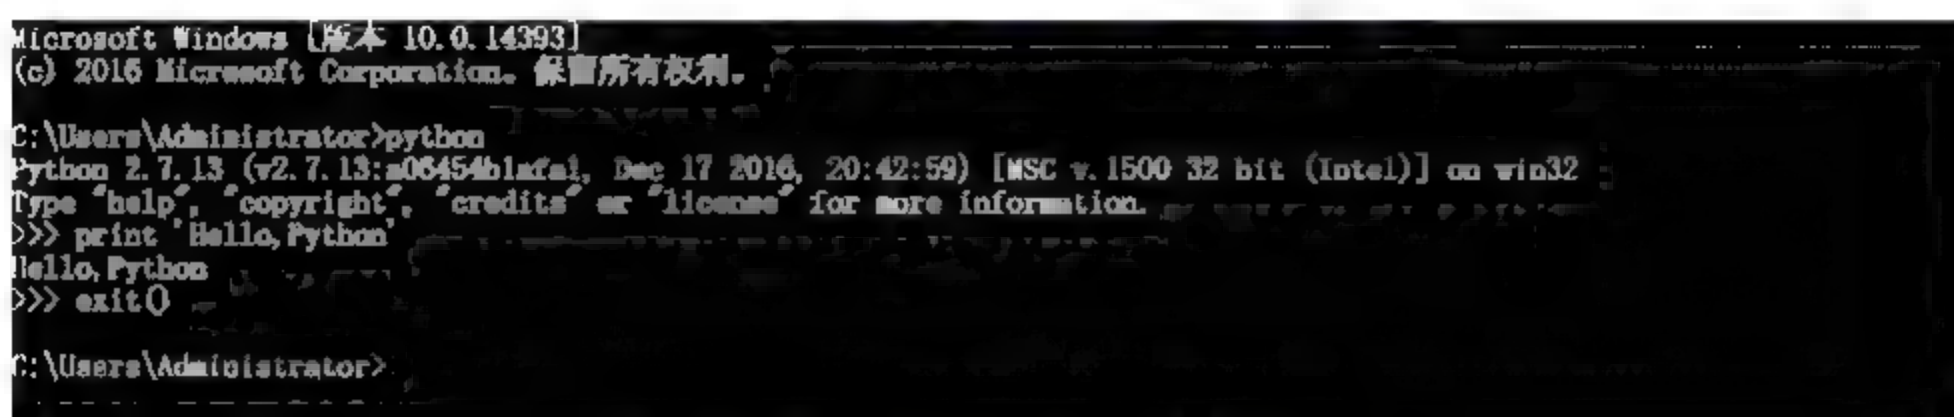 Microsoft Windows [版本 10.0.14393]
(c) 2016 Microsoft Corporation。保留所有权利。
C:\Users\Administrator>python
Python 2.7.13 (v2.7.13:a06454b1afa1, Dec 17 2016, 20:42:59) [MSC v.1500 32 bit (Intel)] on win32
Type "help", "copyright", "credits" or "license" for more information.
>>> print 'Hello,Python'
Hello,Python
>>> exit()
C:\Users\Administrator>